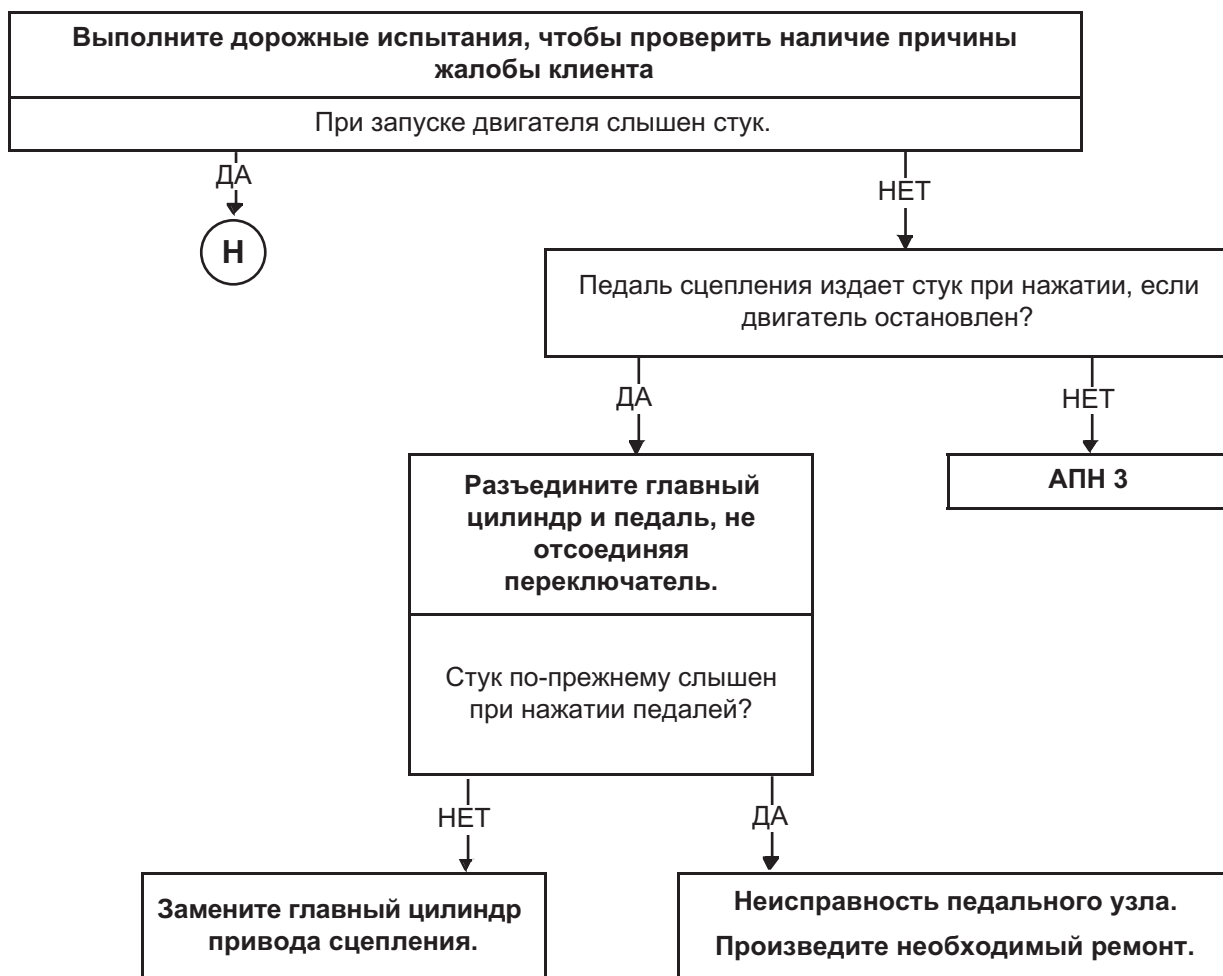 Выполните дорожные испытания, чтобы проверить наличие причины
жалобы клиента
При запуске двигателя слышен стук.
ДА
НЕТ
Н
Педаль сцепления издает стук при нажатии, если
двигатель остановлен?
ДА
НЕТ
Разъедините главный
цилиндр и педаль, не
отсоединяя
переключатель.
АПН 3
Стук по-прежнему слышен
при нажатии педалей?
НЕТ
ДА
Замените главный цилиндр
привода сцепления.
Неисправность педального узла.
Произведите необходимый ремонт.